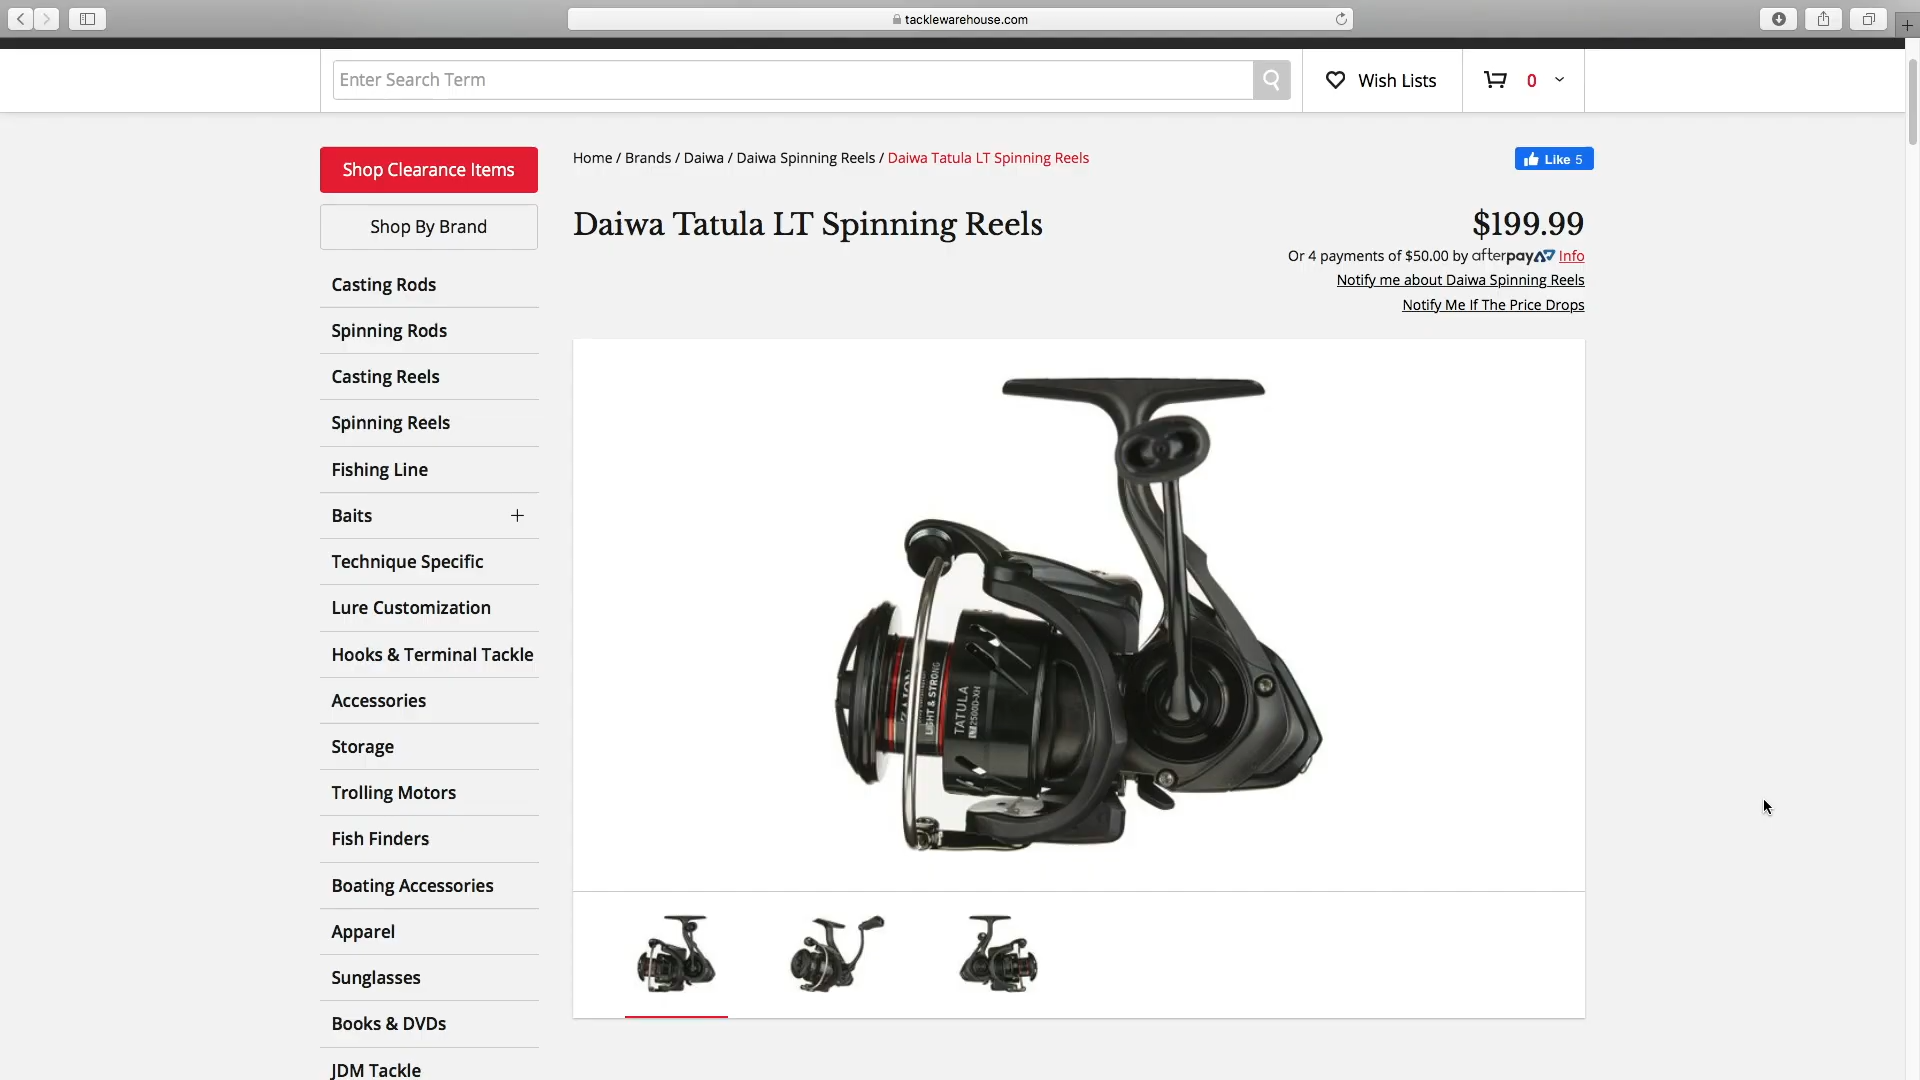 tacklewarehouse.com
Enter Search Term
Wish Lists
0
Shop Clearance Items
Home / Brands / Daiwa / Daiwa Spinning Reels / Daiwa Tatula LT Spinning Reels
Like 5
Shop By Brand
Daiwa Tatula LT Spinning Reels
$199.99
Or 4 payments of $50.00 by afterpay Info
Notify me about Daiwa Spinning Reels
Notify Me If The Price Drops
Casting Rods
Spinning Rods
Casting Reels
Spinning Reels
Fishing Line
Baits
Technique Specific
Lure Customization
Hooks & Terminal Tackle
Accessories
Storage
Trolling Motors
Fish Finders
Boating Accessories
Apparel
Sunglasses
Books & DVDs
JDM Tackle
LIGHT & STRONG
TATULA
LT2500D-XH